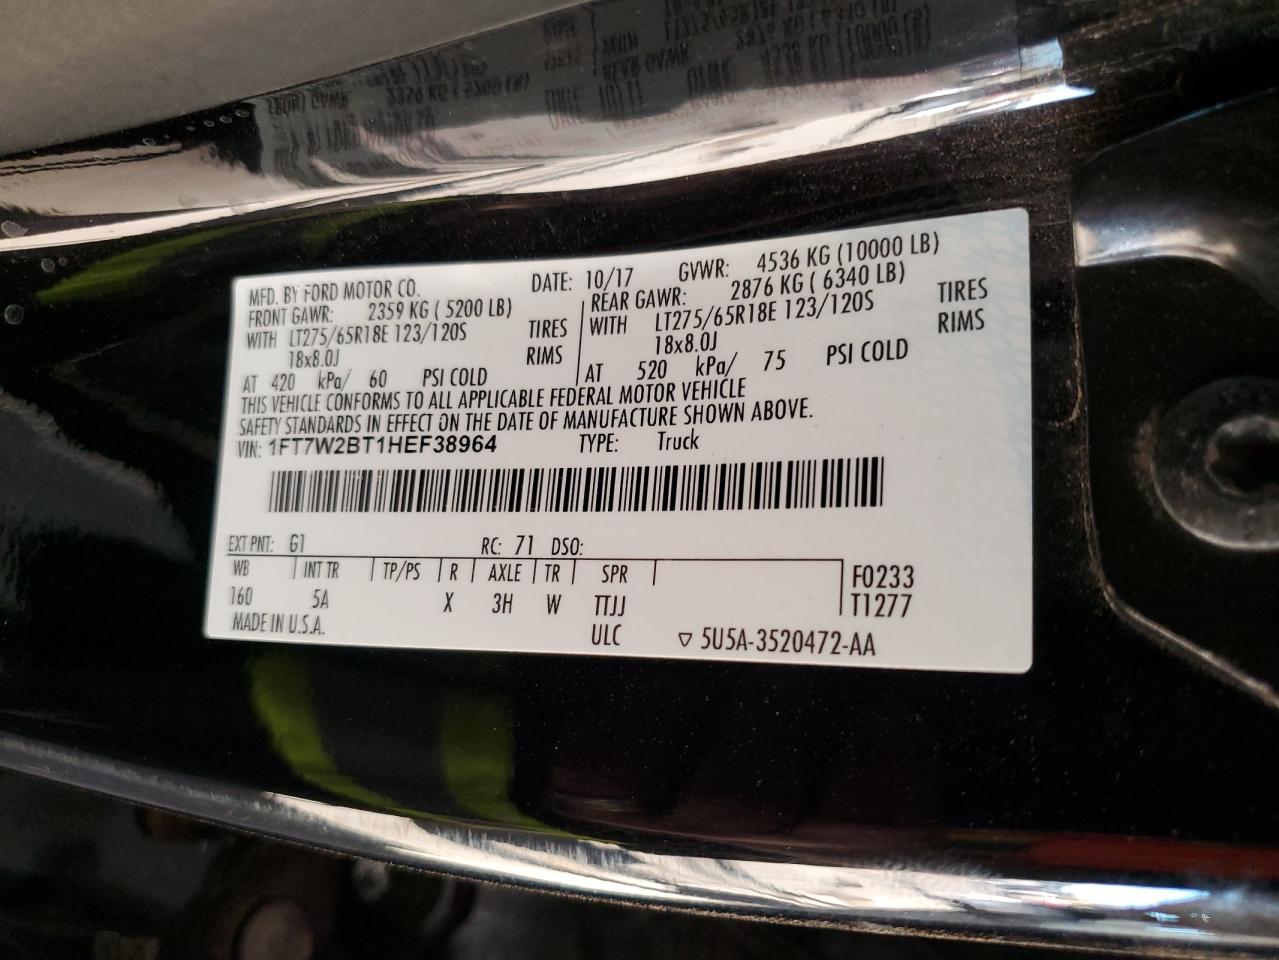 MFD. BY FORD MOTOR CO. DATE: 10/17 GVWR: 4536 KG (10000 LB)
FRONT GAWR: 2359 KG ( 5200 LB) REAR GAWR: 2876 KG ( 6340 LB)
WITH LT275/65R18E 123/120S TIRES WITH LT275/65R18E 123/120S TIRES
18x8.0J RIMS 18x8.0J RIMS
AT 420 kPa/ 60 PSI COLD AT 520 kPa/ 75 PSI COLD
THIS VEHICLE CONFORMS TO ALL APPLICABLE FEDERAL MOTOR VEHICLE
SAFETY STANDARDS IN EFFECT ON THE DATE OF MANUFACTURE SHOWN ABOVE.
VIN: 1FT7W2BT1HEF38964 TYPE: Truck
EXT PNT: G1 RC: 71 DSO:
WB INT TR TP/PS R AXLE TR SPR F0233
160 5A X 3H W TTJJ T1277
MADE IN U.S.A. ULC ▽ 5U5A-3520472-AA